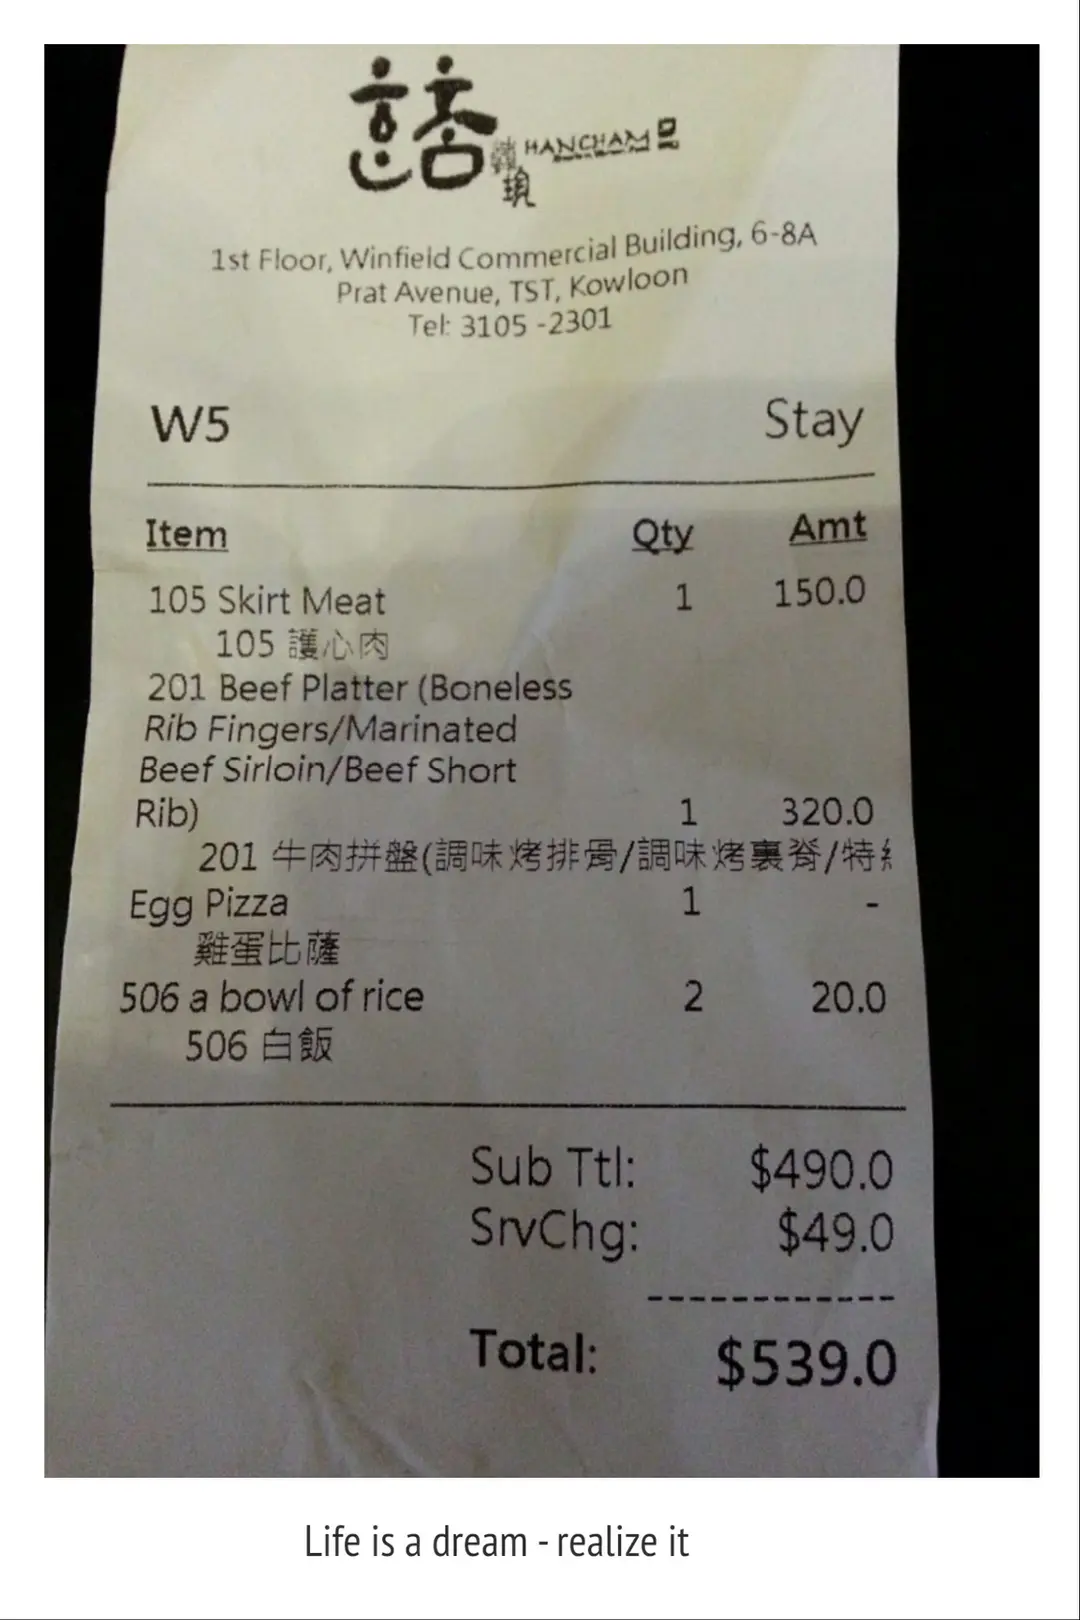 HANCHAM
1st Floor, Winfield Commercial Building, 6-8A
Prat Avenue, TST, Kowloon
Tel: 3105 -2301
W5 Stay
Item Qty Amt
105 Skirt Meat 1 150.0
105 護心肉
201 Beef Platter (Boneless
Rib Fingers/Marinated
Beef Sirloin/Beef Short
Rib) 1 320.0
201 牛肉拼盤(調味烤排骨/調味烤裏脊/特
Egg Pizza 1 -
雞蛋比薩
506 a bowl of rice 2 20.0
506 白飯
Sub Ttl: $490.0
SrvChg: $49.0
------------
Total: $539.0
Life is a dream - realize it